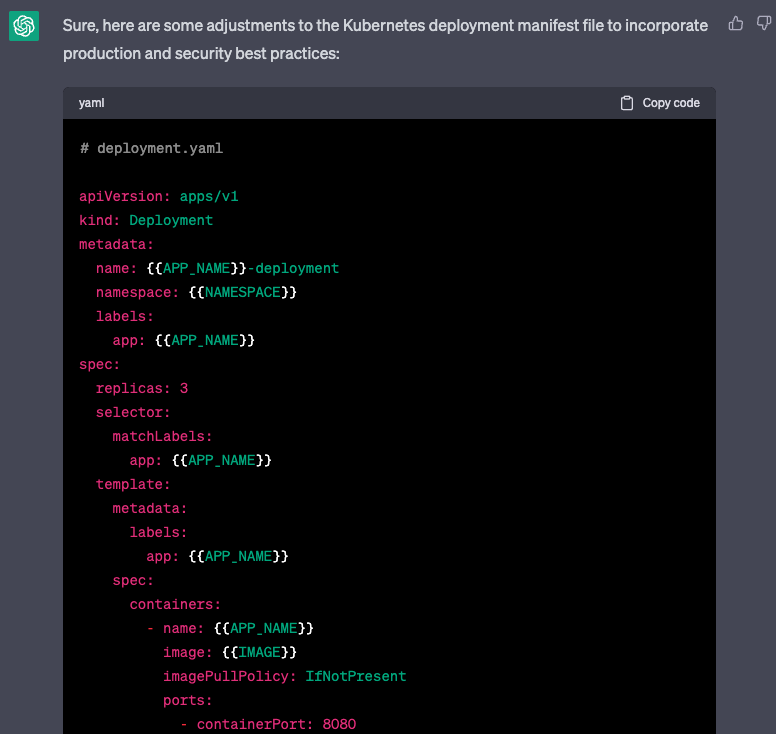 Sure, here are some adjustments to the Kubernetes deployment manifest file to incorporate
production and security best practices:
yaml
Copy code
# deployment.yaml
apiVersion: apps/v1
kind: Deployment
metadata:
  name: {{APP_NAME}}-deployment
  namespace: {{NAMESPACE}}
  labels:
    app: {{APP_NAME}}
spec:
  replicas: 3
  selector:
    matchLabels:
      app: {{APP_NAME}}
  template:
    metadata:
      labels:
        app: {{APP_NAME}}
    spec:
      containers:
        - name: {{APP_NAME}}
          image: {{IMAGE}}
          imagePullPolicy: IfNotPresent
          ports:
            - containerPort: 8080